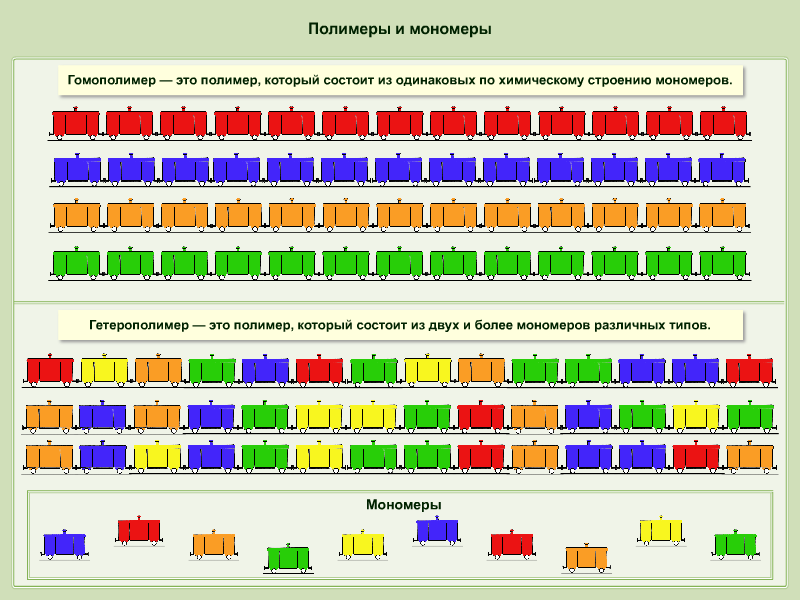 Полимеры и мономеры
Гомополимер — это полимер, который состоит из одинаковых по химическому строению мономеров.
Гетерополимер — это полимер, который состоит из двух и более мономеров различных типов.
Мономеры